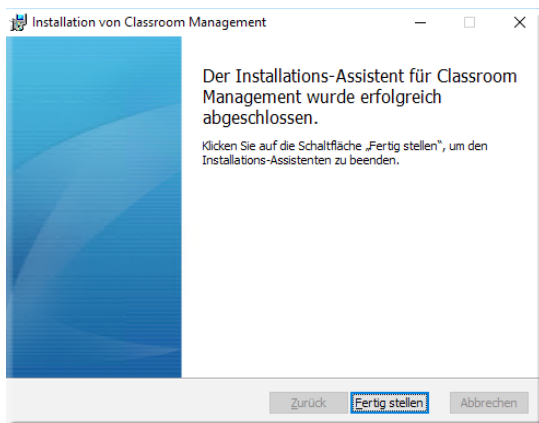 Installation von Classroom Management
Der Installations-Assistent für Classroom
Management wurde erfolgreich
abgeschlossen.
Klicken Sie auf die Schaltfläche „Fertig stellen“, um den
Installations-Assistenten zu beenden.
Zurück Fertig stellen Abbrechen